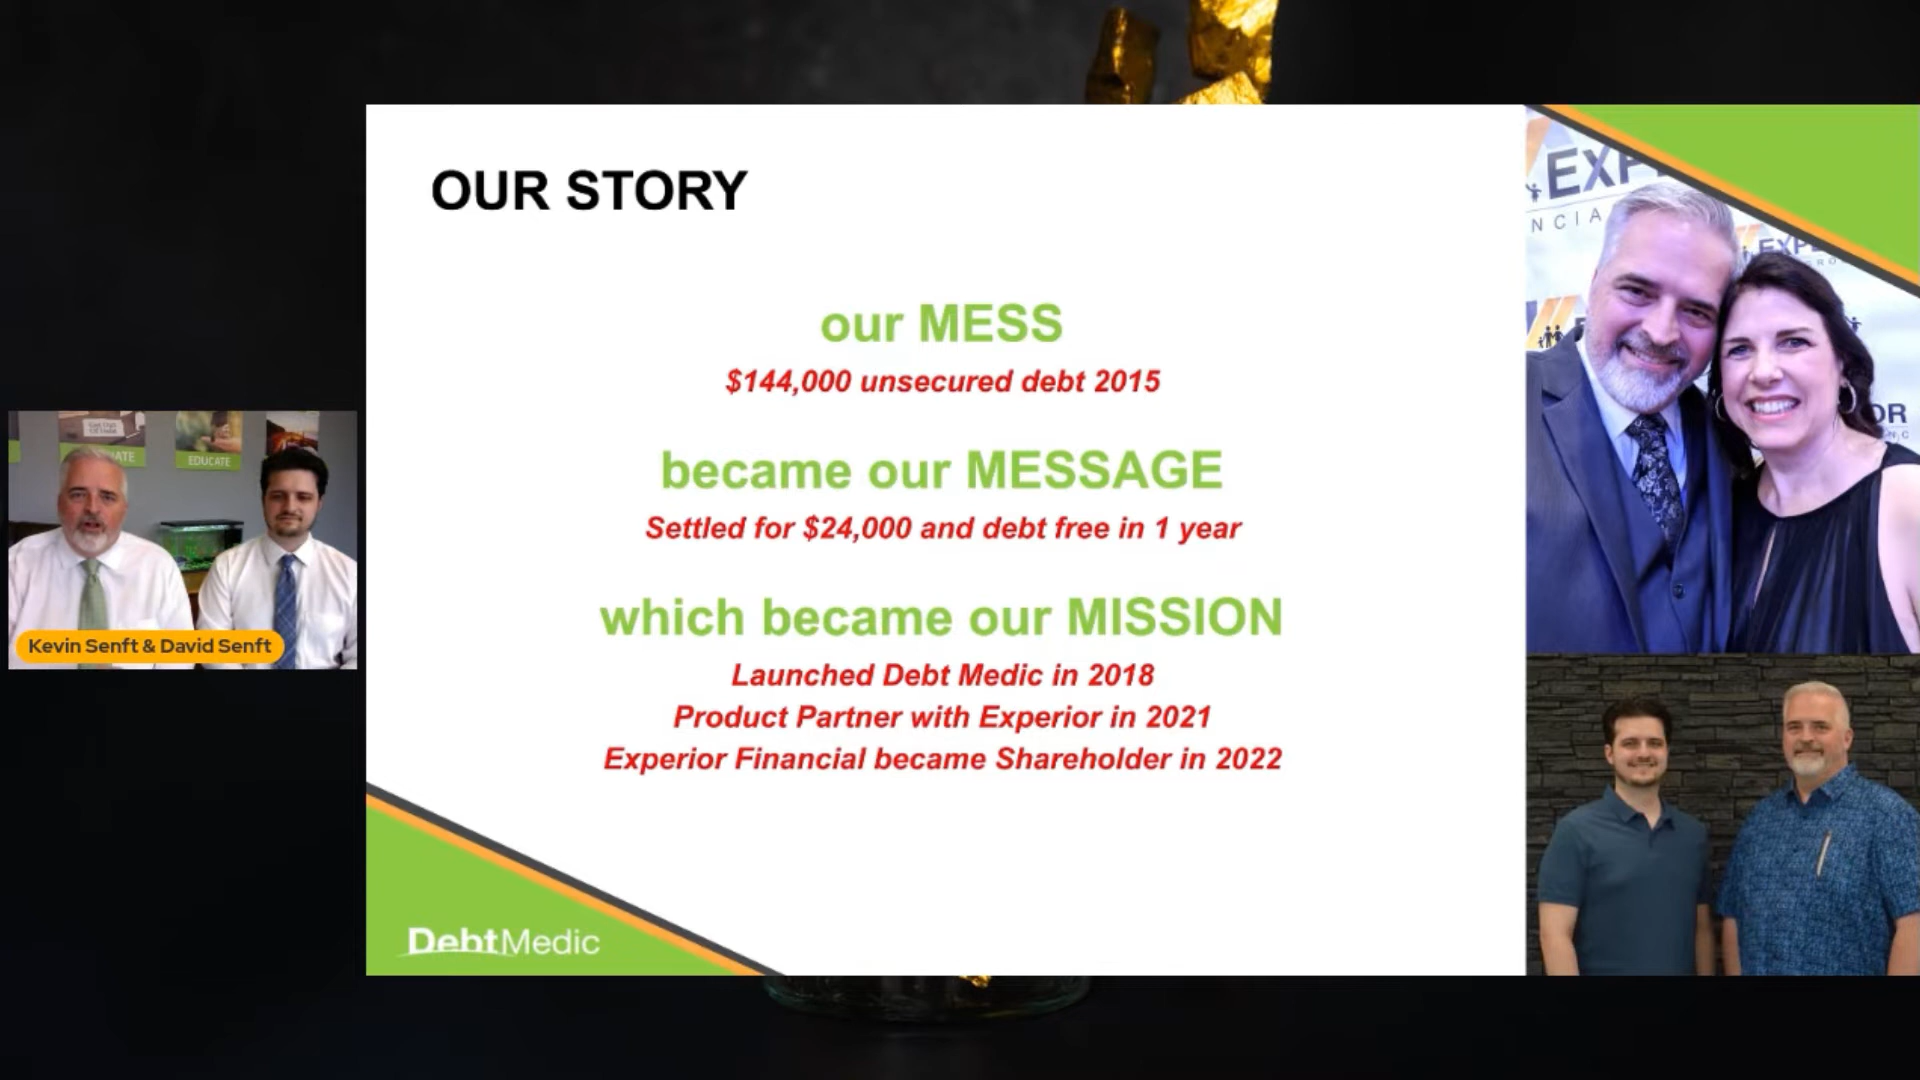 OUR STORY
our MESS
$144,000 unsecured debt 2015
became our MESSAGE
Settled for $24,000 and debt free in 1 year
which became our MISSION
Launched Debt Medic in 2018
Product Partner with Experior in 2021
Experior Financial became Shareholder in 2022
DebtMedic
EDUCATE
Kevin Senft & David Senft